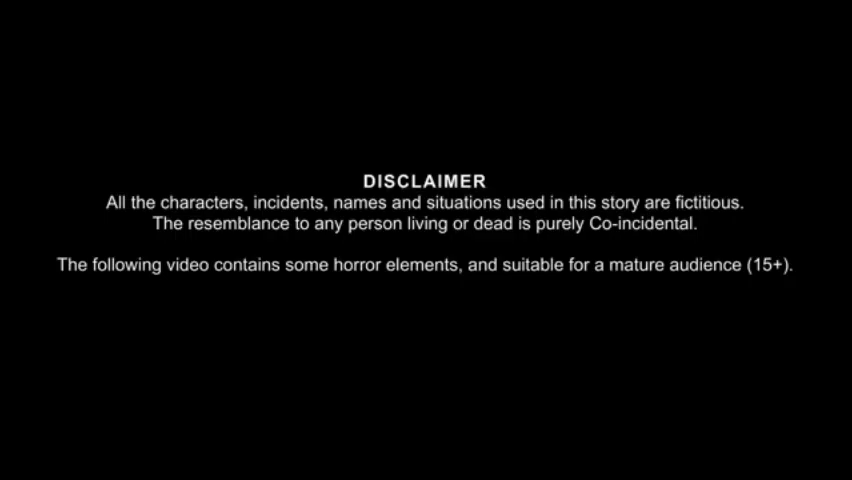 DISCLAIMER
All the characters, incidents, names and situations used in this story are fictitious.
The resemblance to any person living or dead is purely Co-incidental.
The following video contains some horror elements, and suitable for a mature audience (15+).